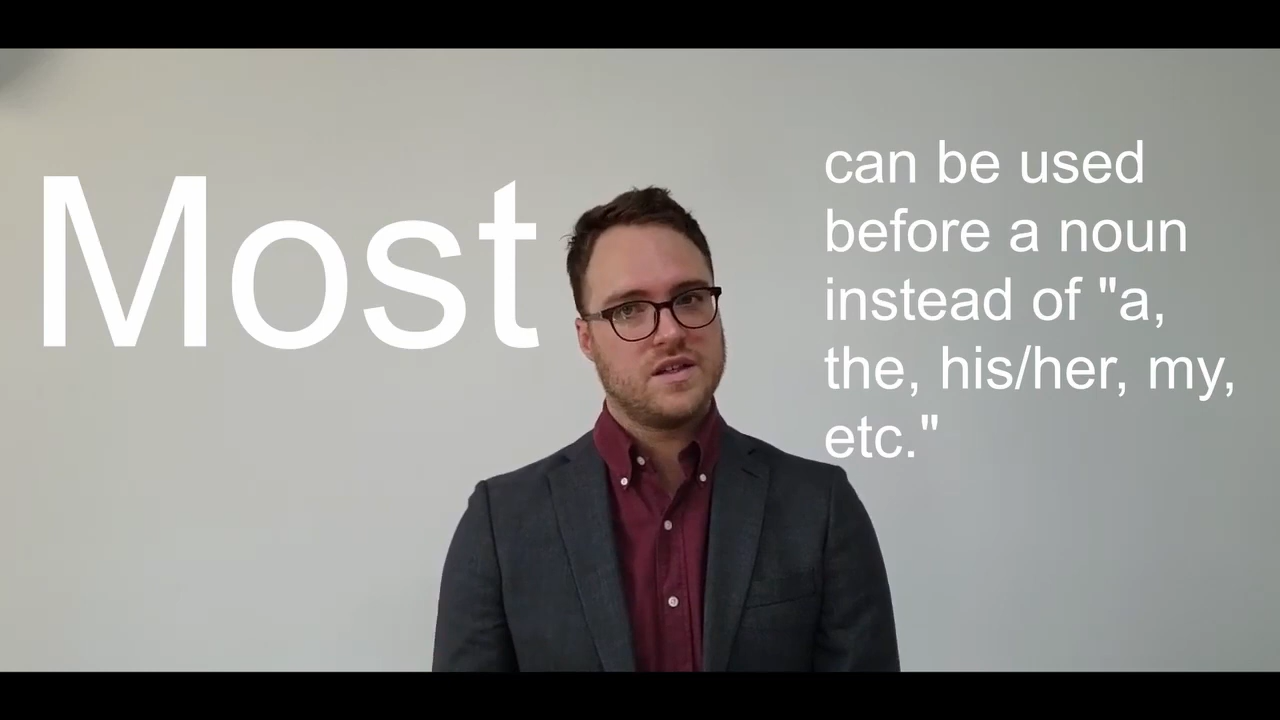 Most
can be used
before a noun
instead of "a,
the, his/her, my,
etc."